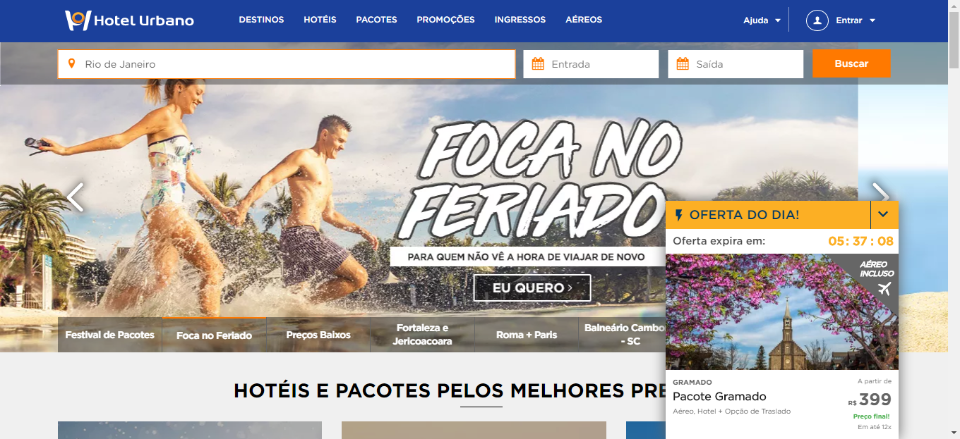 Hotel Urbano
DESTINOS HOTÉIS PACOTES PROMOÇÕES INGRESSOS AÉREOS
Ajuda Entrar
Rio de Janeiro
Entrada
Saída
Buscar
FOCA NO
FERIADO
PARA QUEM NÃO VÊ A HORA DE VIAJAR DE NOVO
EU QUERO
OFERTA DO DIA!
Oferta expira em: 05: 37: 08
AÉREO
INCLUSO
Festival de Pacotes
Foca no Feriado
Preços Baixos
Fortaleza e
Jericoacoara
Roma + Paris
Balneário Cambo
- SC
HOTÉIS E PACOTES PELOS MELHORES PRE
GRAMADO
Pacote Gramado
Aéreo, Hotel + Opção de Traslado
A partir de
R$ 399
Preço final!
Em até 12x